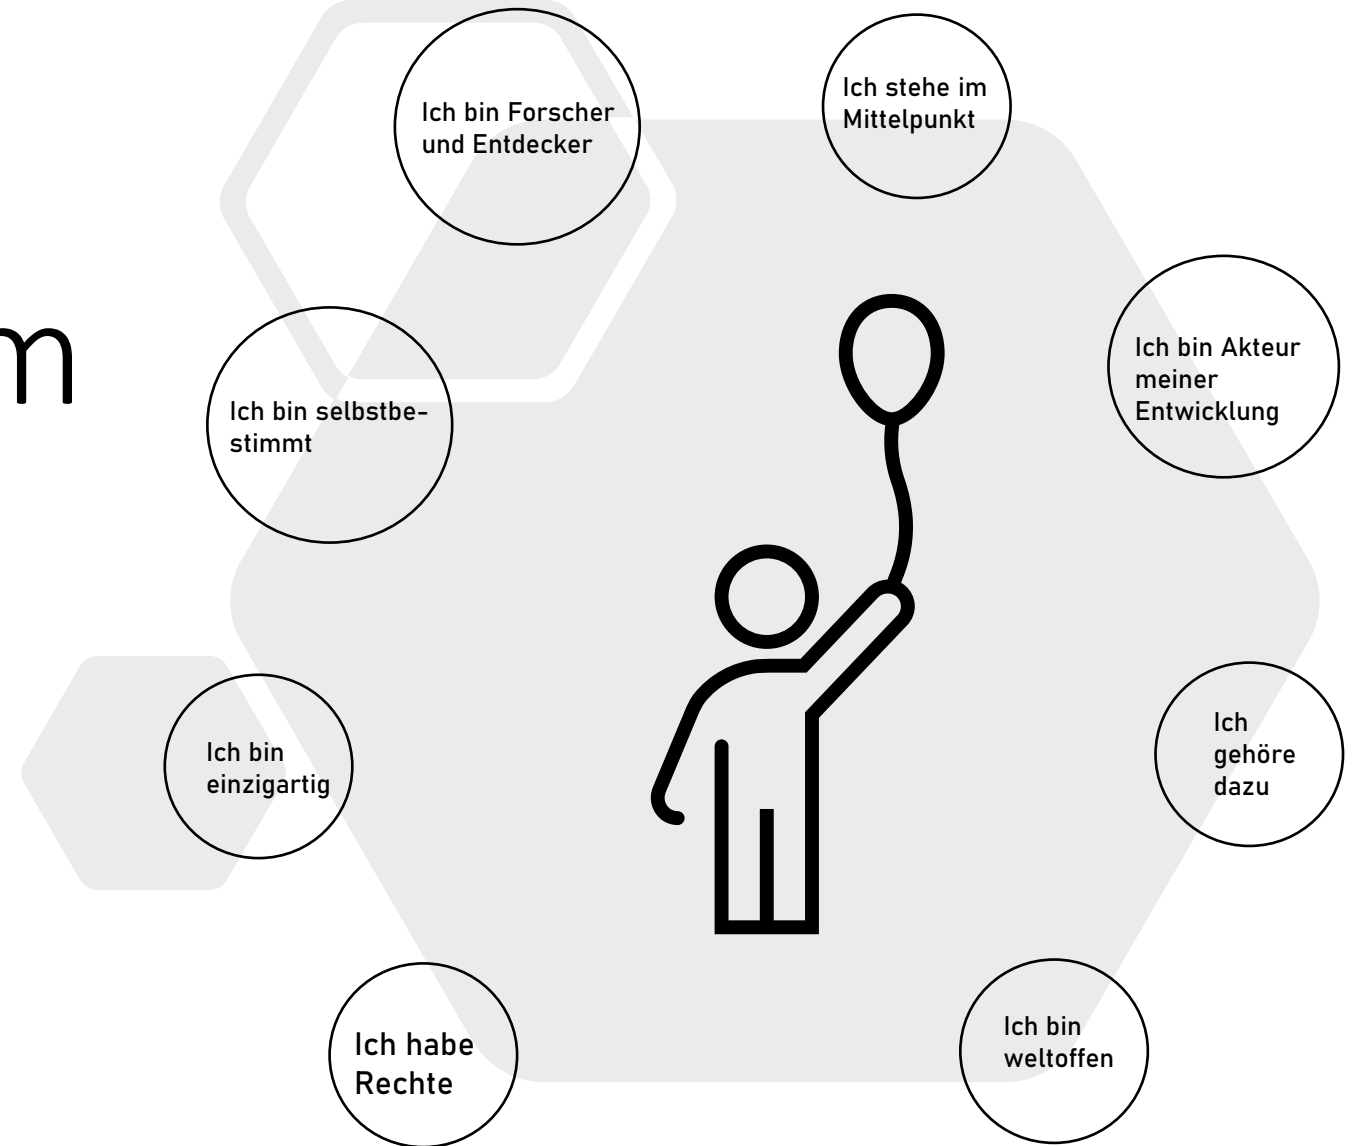 Ich bin Forscher
und Entdecker
Ich stehe im
Mittelpunkt
Ich bin Akteur
meiner
Entwicklung
m
Ich bin selbstbe-
stimmt
Ich bin
einzigartig
Ich
gehöre
dazu
Ich habe
Rechte
Ich bin
weltoffen